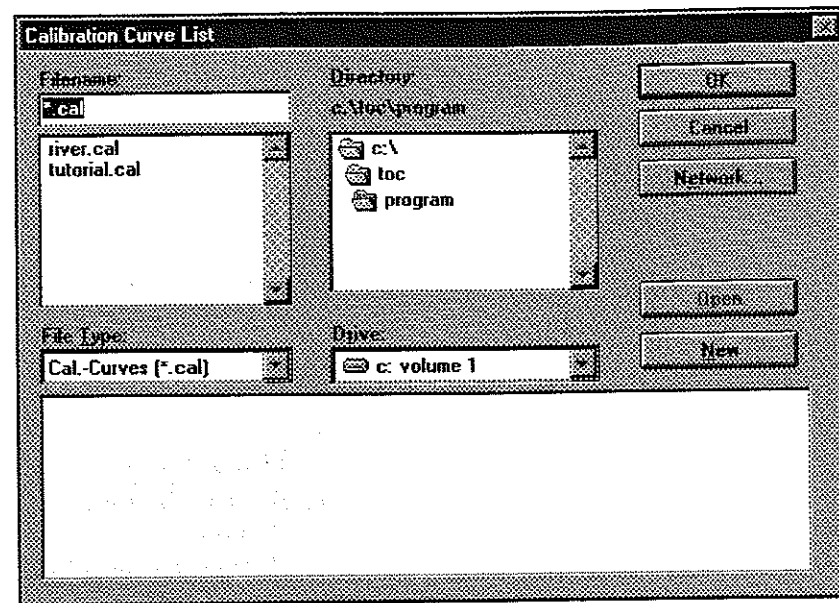 Calibration Curve List
Filename:
*.cal
river.cal
tutorial.cal
File Type:
Cal.-Curves (*.cal)
Directory:
c:\toc\program
c:\
toc
program
Drive:
c: volume 1
OK
Cancel
Network...
Open
New